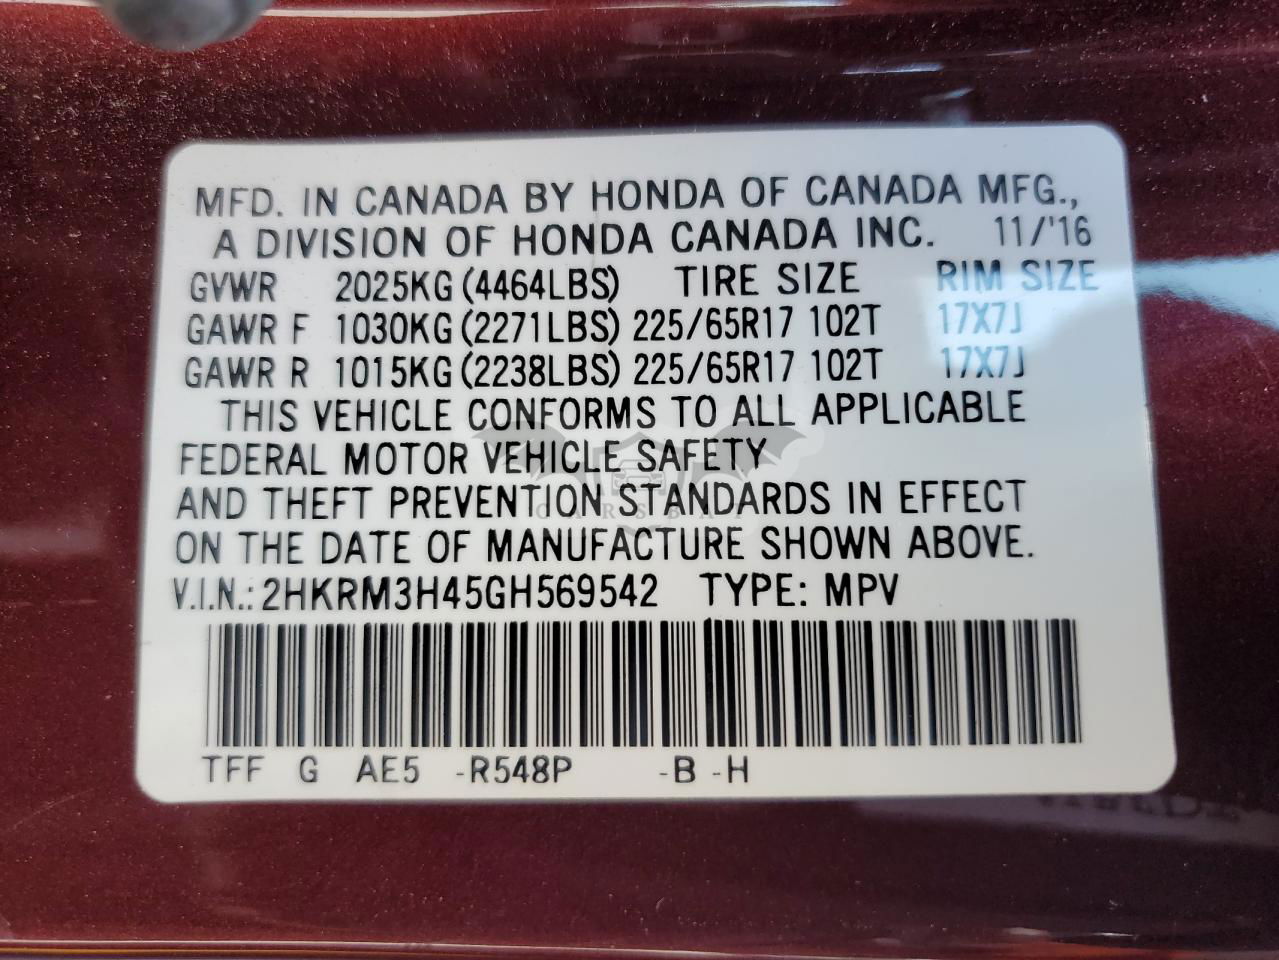 MFD. IN CANADA BY HONDA OF CANADA MFG.,
A DIVISION OF HONDA CANADA INC. 11/'16
GVWR 2025KG (4464LBS) TIRE SIZE RIM SIZE
GAWR F 1030KG (2271LBS) 225/65R17 102T 17X7J
GAWR R 1015KG (2238LBS) 225/65R17 102T 17X7J
THIS VEHICLE CONFORMS TO ALL APPLICABLE
FEDERAL MOTOR VEHICLE SAFETY
AND THEFT PREVENTION STANDARDS IN EFFECT
CARSBAT
ON THE DATE OF MANUFACTURE SHOWN ABOVE.
V.I.N.: 2HKRM3H45GH569542 TYPE: MPV
TFF G AE5 -R548P -B -H